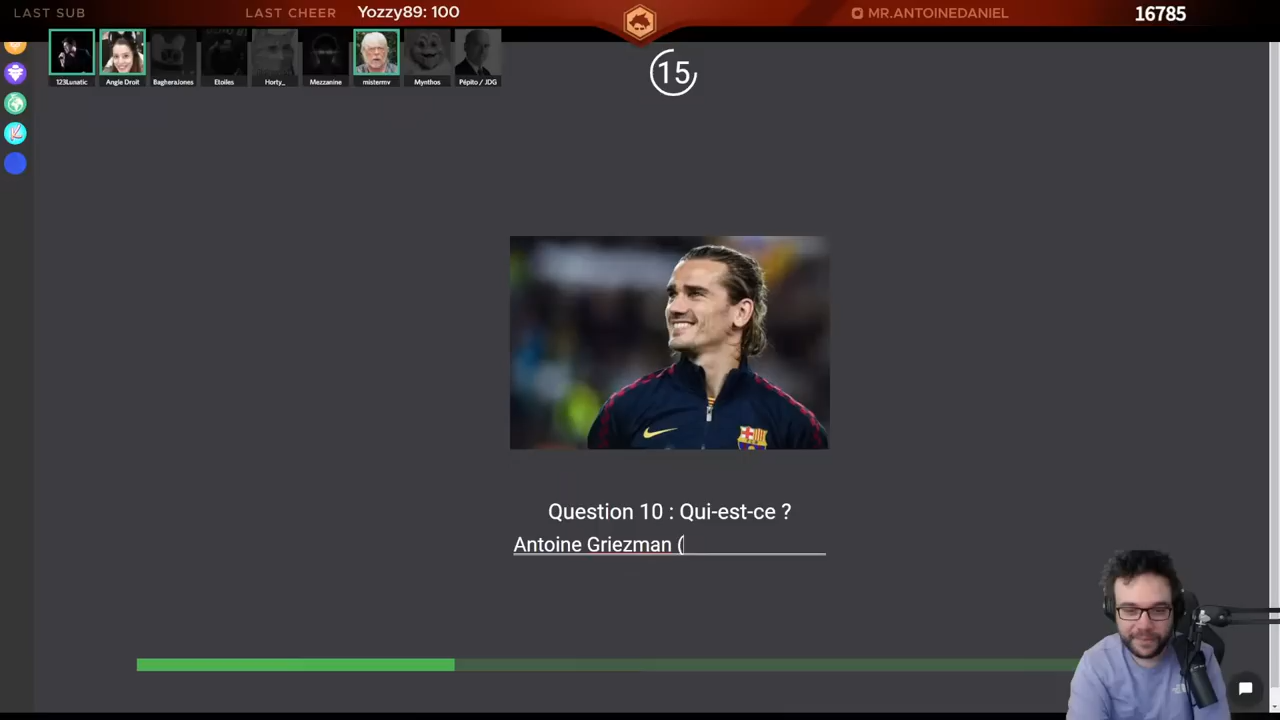 LAST SUB LAST CHEER Yozzy89: 100 MR.ANTOINEDANIEL 16785
123Lunatic Angle Droit BagheraJones Etoiles Horty_ Mezzanine mistermv Mynthos Pépito / JDG
15
Question 10 : Qui-est-ce ?
Antoine Griezman (